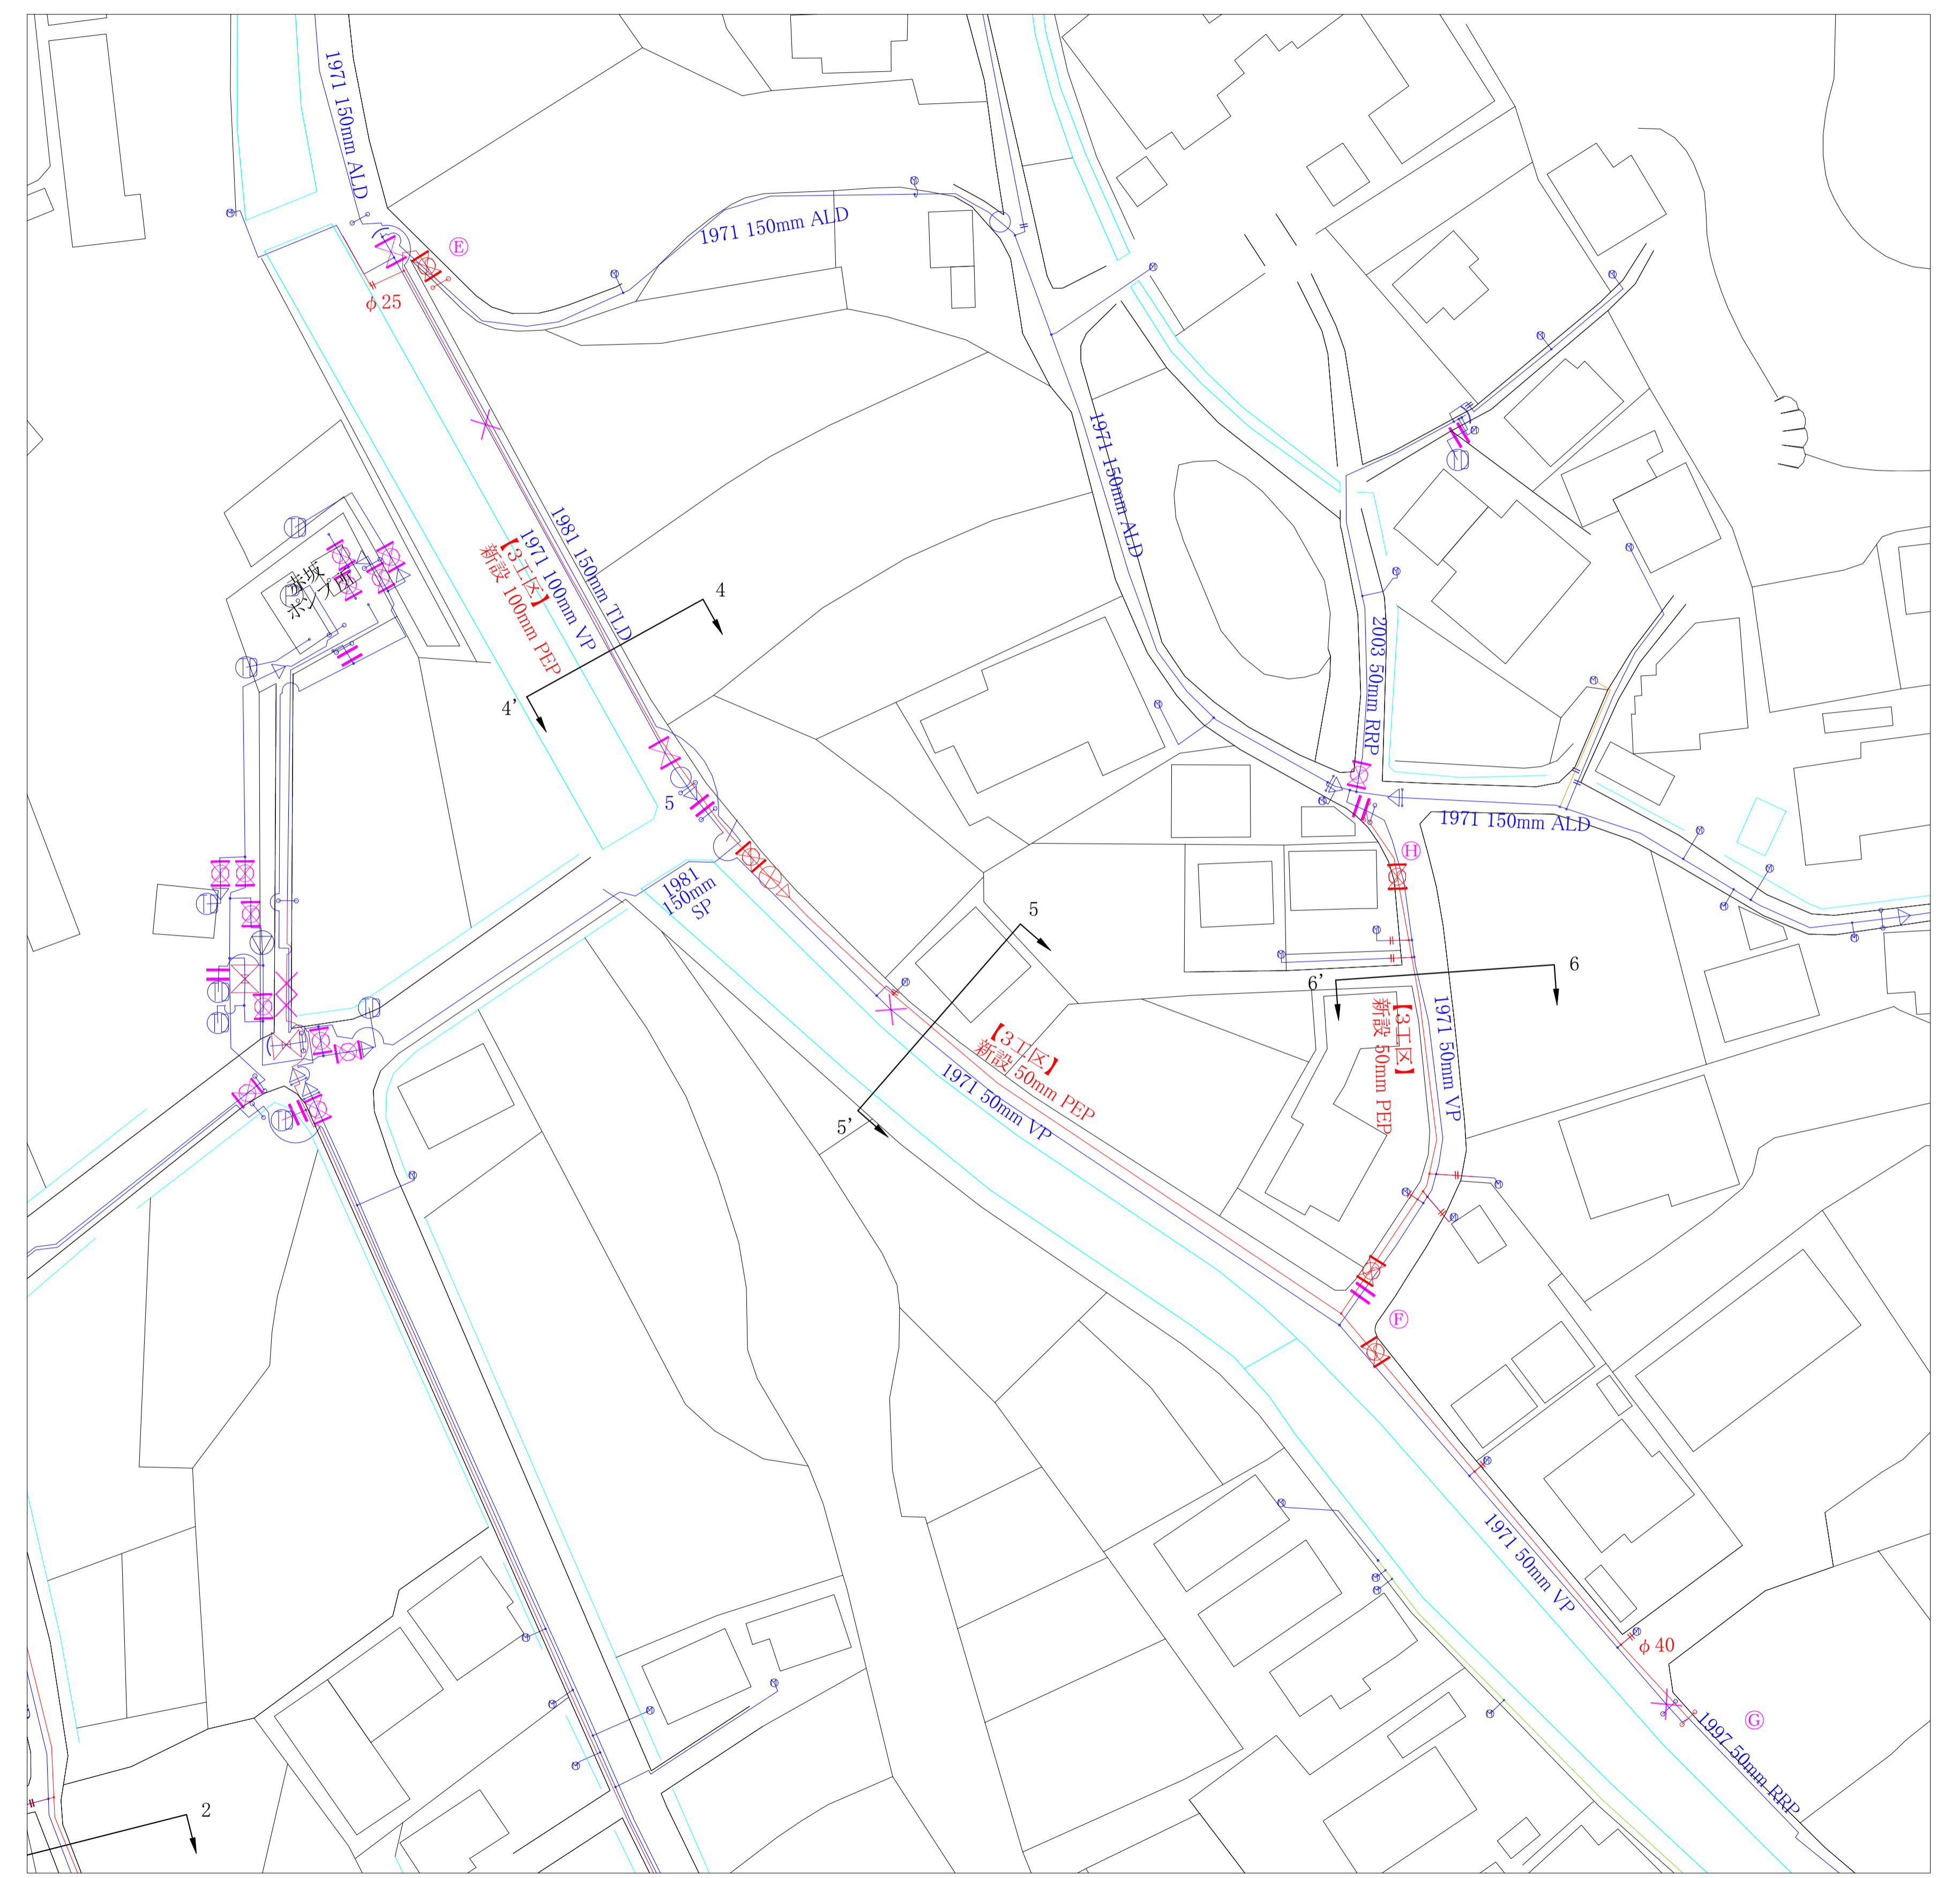 1971 150mm ALD
Ⓔ
1971 150mm ALD
φ25
1971 150mm ALD
1981 150mm TLD
1971 100mm VP
【3工区】
新設 100mm PEP
赤坂
ポンプ所
4
4'
2003 50mm RRP
5
1971 150mm ALD
Ⓗ
1981
150mm
SP
5
6
6'
【3工区】
新設 50mm PEP
1971 50mm VP
【3工区】
新設 50mm PEP
1971 50mm VP
5'
Ⓕ
1971 50mm VP
φ40
Ⓖ
1997 50mm RRP
2